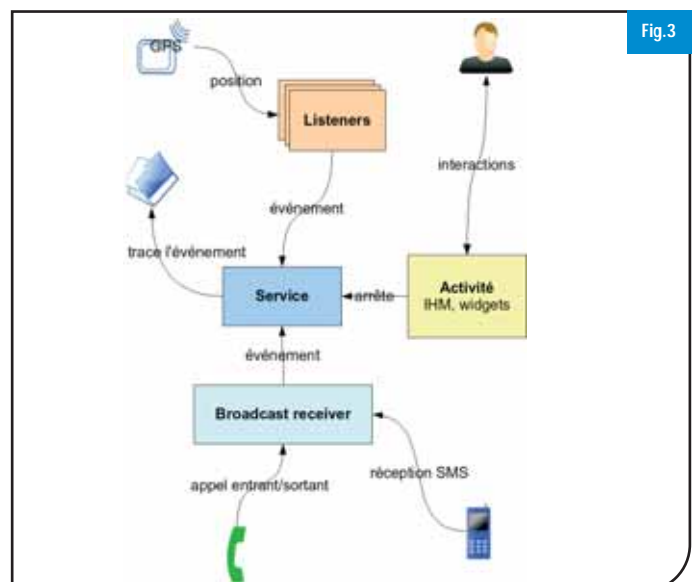 Fig.3
GPS
position
Listeners
interactions
événement
trace l'événement
Service
arrête
Activité
IHM, widgets
événement
Broadcast receiver
appel entrant/sortant
réception SMS